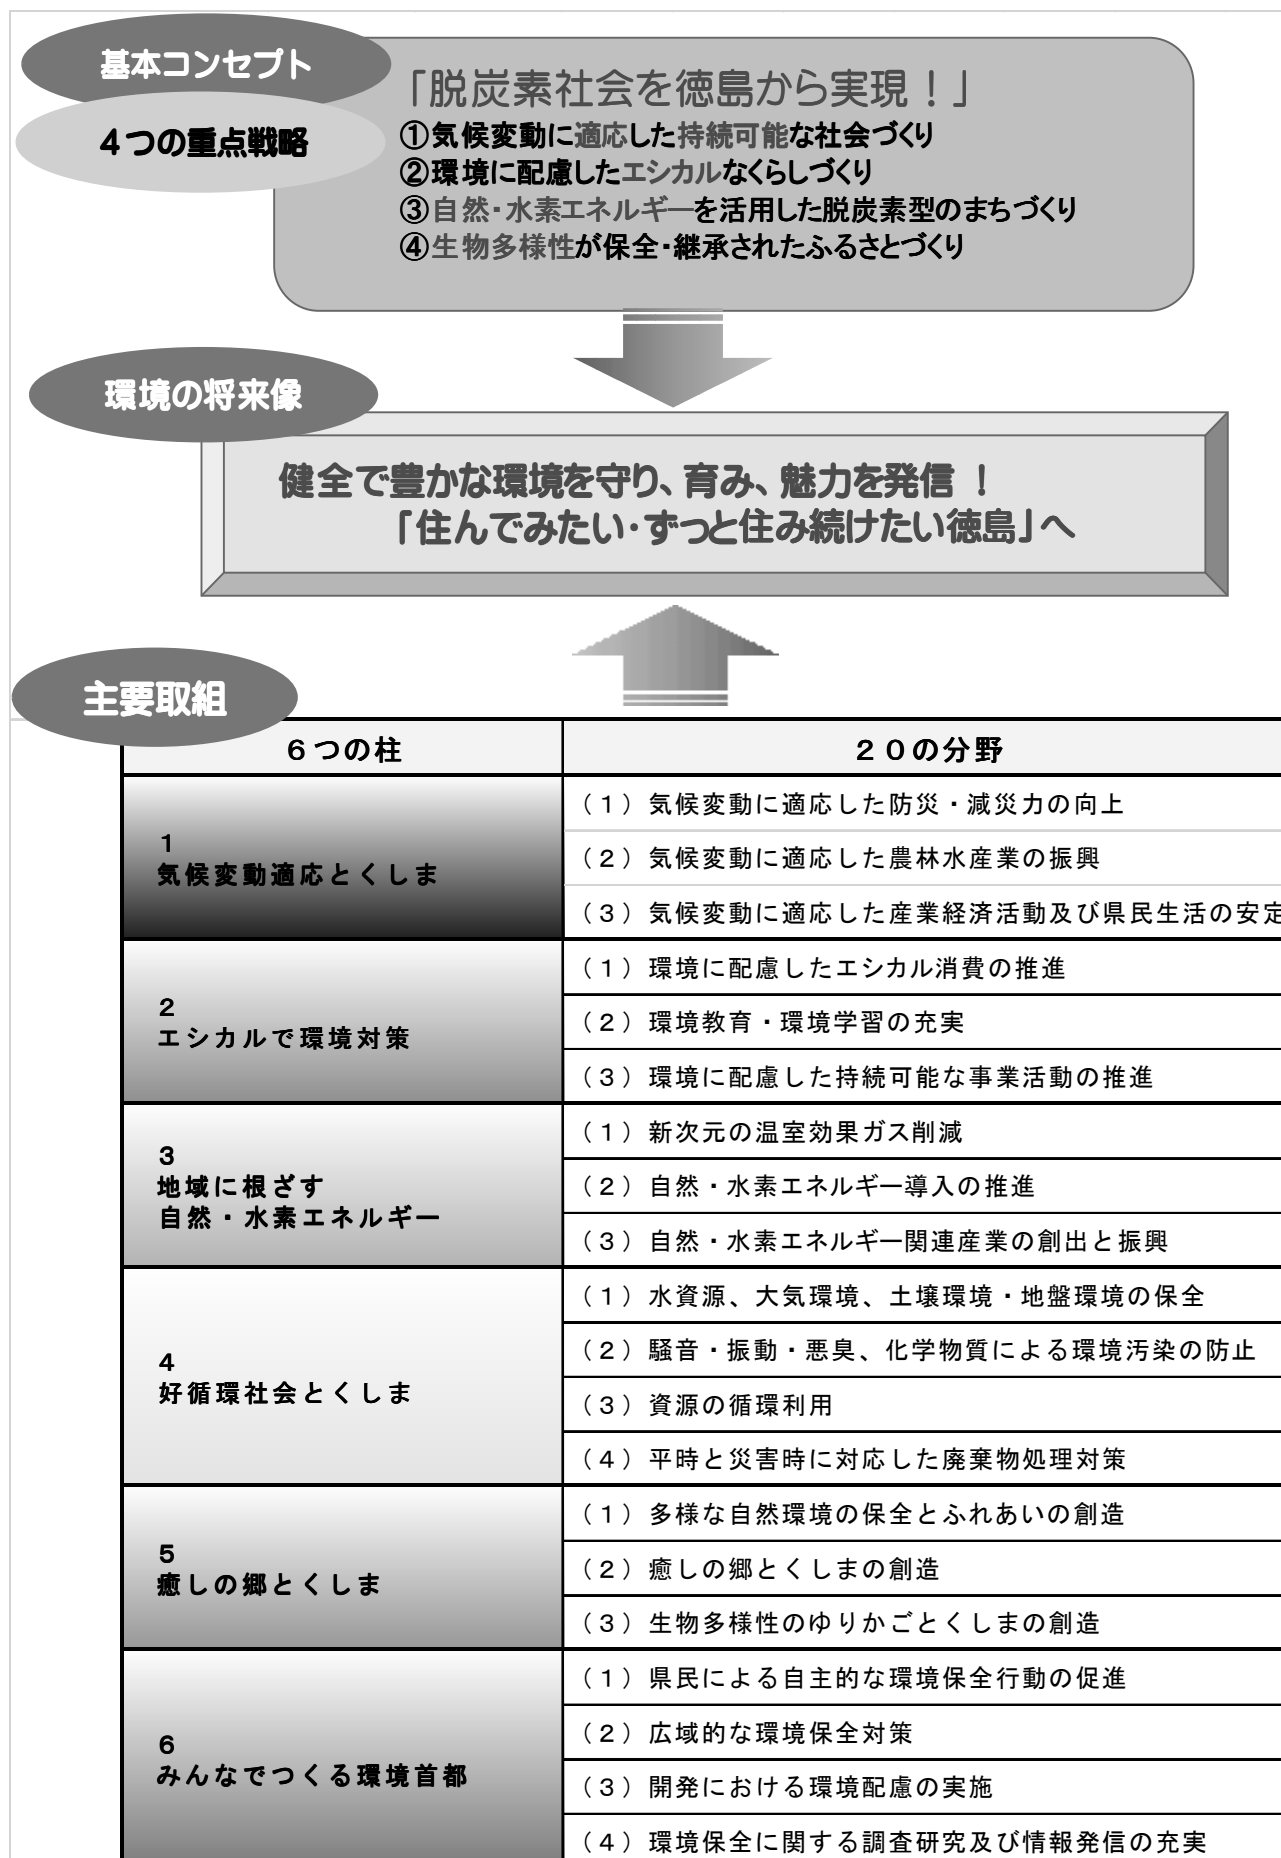 基本コンセプト
「脱炭素社会を徳島から実現！」
４つの重点戦略
①気候変動に適応した持続可能な社会づくり
②環境に配慮したエシカルなくらしづくり
③自然・水素エネルギーを活用した脱炭素型のまちづくり
④生物多様性が保全・継承されたふるさとづくり
環境の将来像
健全で豊かな環境を守り、育み、魅力を発信 ！
「住んでみたい・ずっと住み続けたい徳島」へ
主要取組
６つの柱
２０の分野
１
気候変動適応とくしま
（１）気候変動に適応した防災・減災力の向上
（２）気候変動に適応した農林水産業の振興
（３）気候変動に適応した産業経済活動及び県民生活の安定
２
エシカルで環境対策
（１）環境に配慮したエシカル消費の推進
（２）環境教育・環境学習の充実
（３）環境に配慮した持続可能な事業活動の推進
３
地域に根ざす
自然・水素エネルギー
（１）新次元の温室効果ガス削減
（２）自然・水素エネルギー導入の推進
（３）自然・水素エネルギー関連産業の創出と振興
４
好循環社会とくしま
（１）水資源、大気環境、土壌環境・地盤環境の保全
（２）騒音・振動・悪臭、化学物質による環境汚染の防止
（３）資源の循環利用
（４）平時と災害時に対応した廃棄物処理対策
５
癒しの郷とくしま
（１）多様な自然環境の保全とふれあいの創造
（２）癒しの郷とくしまの創造
（３）生物多様性のゆりかごとくしまの創造
６
みんなでつくる環境首都
（１）県民による自主的な環境保全行動の促進
（２）広域的な環境保全対策
（３）開発における環境配慮の実施
（４）環境保全に関する調査研究及び情報発信の充実